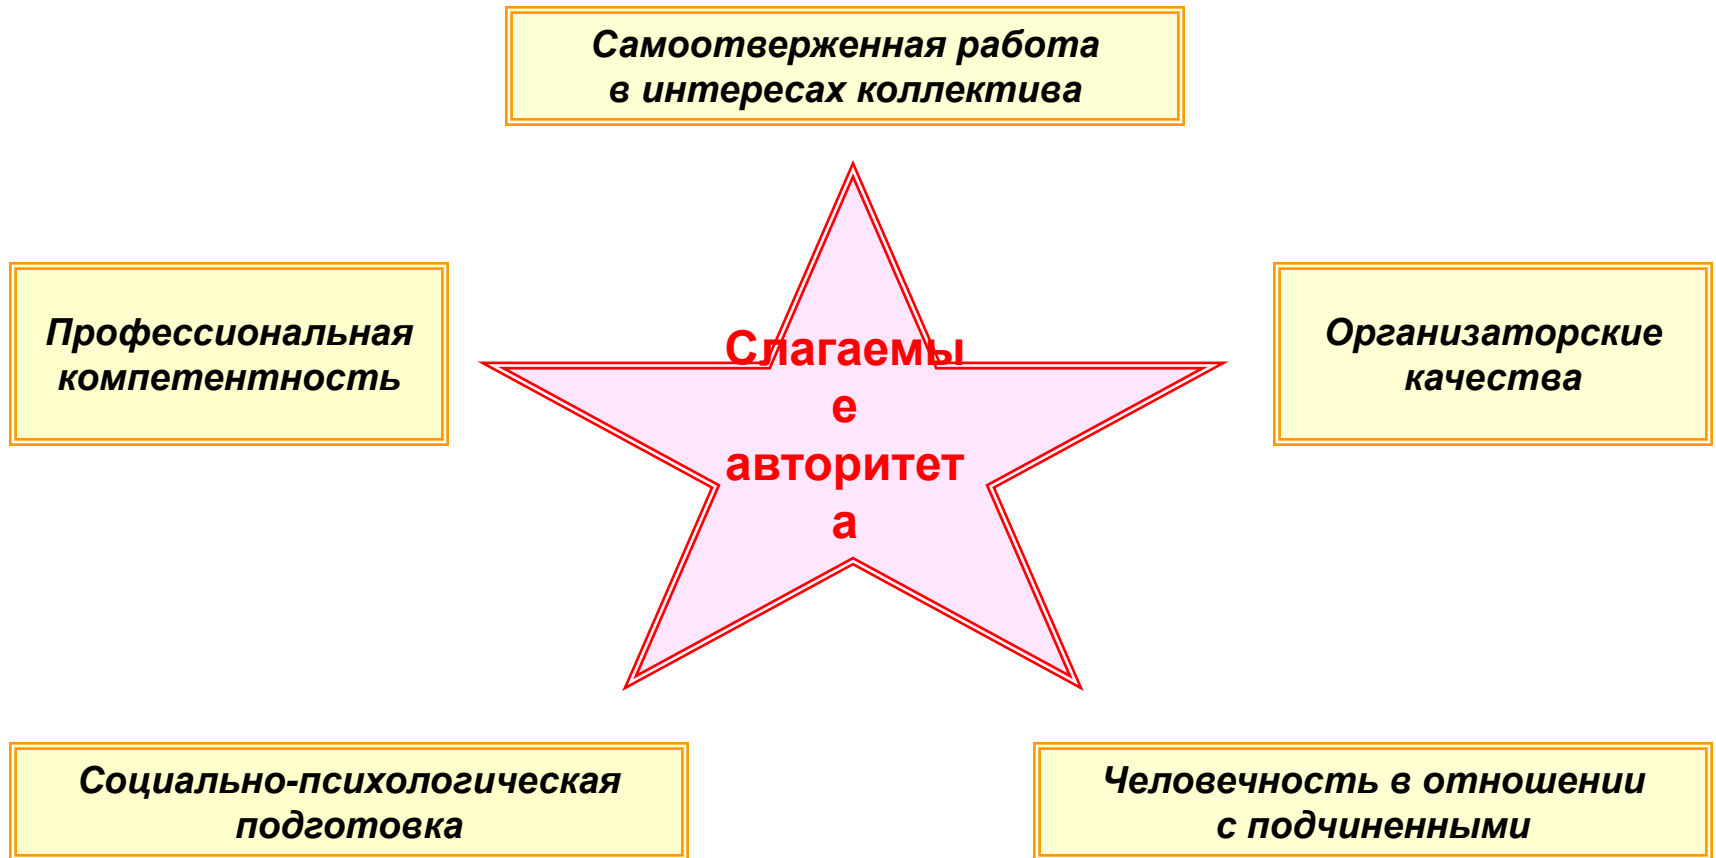 Самоотверженная работа
в интересах коллектива
Профессиональная
компетентность
Слагаемы
е
авторитет
а
Организаторские
качества
Социально-психологическая
подготовка
Человечность в отношении
с подчиненными